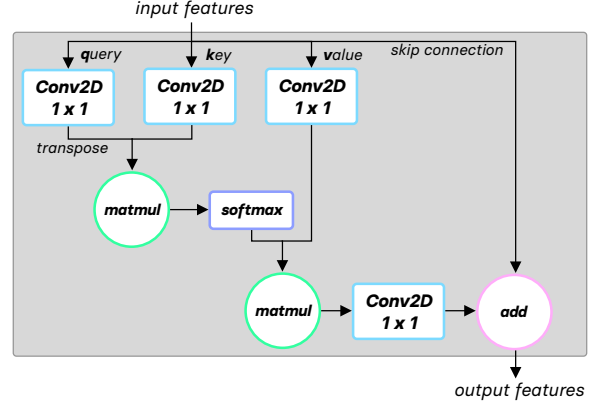 input features
query
key
value
skip connection
Conv2D
1 x 1
Conv2D
1 x 1
Conv2D
1 x 1
transpose
matmul
softmax
matmul
Conv2D
1 x 1
add
output features